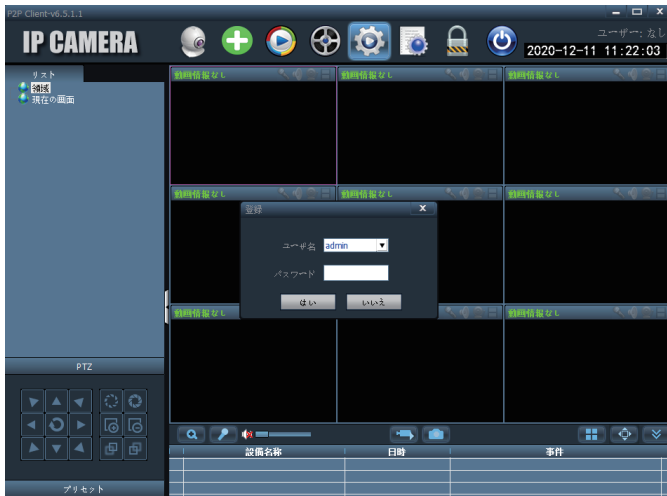 P2P Client-v6.5.1.1
IP CAMERA
ユーザー: なし
2020-12-11 11:22:03
リスト
領域
現在の画面
動画情報なし
動画情報なし
動画情報なし
動画情報なし
動画情報なし
動画情報なし
登録
x
ユーザ名 admin
パスワード
はい いいえ
動画情報なし
動画情報なし
PTZ
設備名称 日時 事件
プリセット